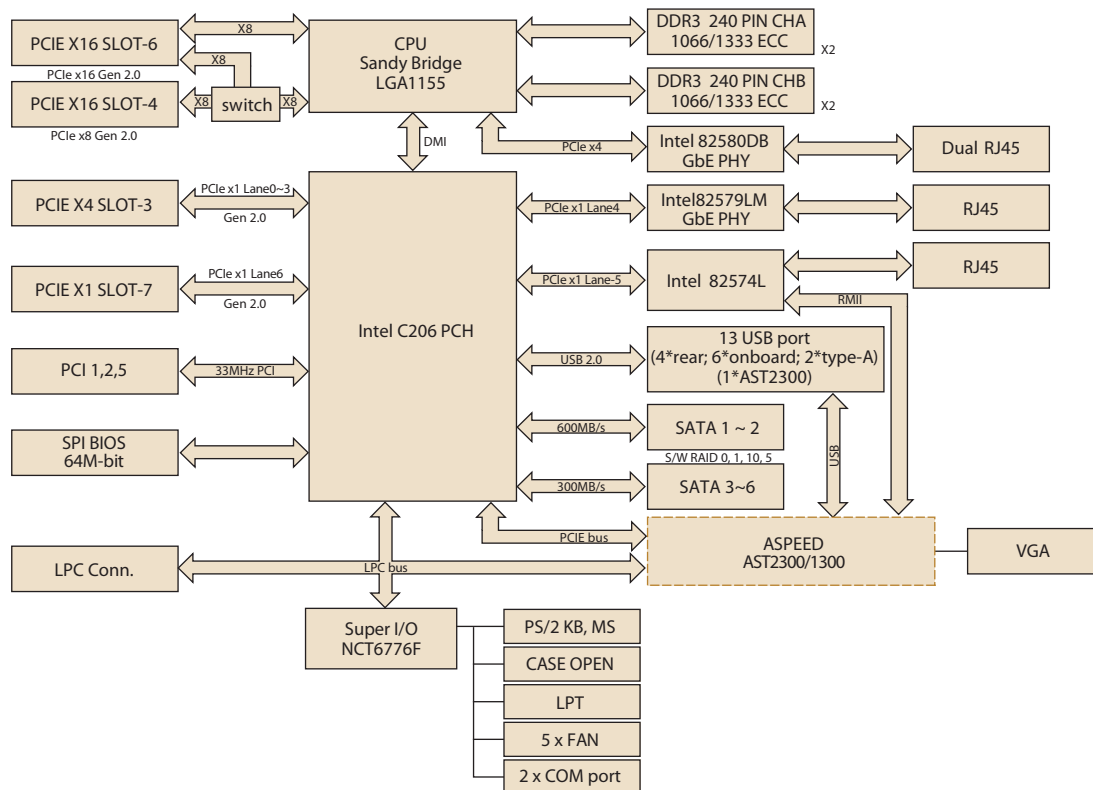 X8
PCIE X16 SLOT-6
X8
PCIe x16 Gen 2.0
PCIE X16 SLOT-4
X8
switch
X8
PCIe x8 Gen 2.0
CPU
Sandy Bridge
LGA1155
DDR3 240 PIN CHA
1066/1333 ECC
X2
DDR3 240 PIN CHB
1066/1333 ECC
X2
DMI
PCIe x4
Intel 82580DB
GbE PHY
Dual RJ45
PCIE X4 SLOT-3
PCIe x1 Lane0~3
Gen 2.0
PCIe x1 Lane4
Intel82579LM
GbE PHY
RJ45
PCIE X1 SLOT-7
PCIe x1 Lane6
Gen 2.0
Intel C206 PCH
PCIe x1 Lane-5
Intel 82574L
RJ45
RMII
PCI 1,2,5
33MHz PCI
USB 2.0
13 USB port
(4*rear; 6*onboard; 2*type-A)
(1*AST2300)
SPI BIOS
64M-bit
600MB/s
SATA 1 ~ 2
S/W RAID 0, 1, 10, 5
300MB/s
SATA 3~6
USB
PCIE bus
ASPEED
AST2300/1300
VGA
LPC Conn.
LPC bus
Super I/O
NCT6776F
PS/2 KB, MS
CASE OPEN
LPT
5 x FAN
2 x COM port